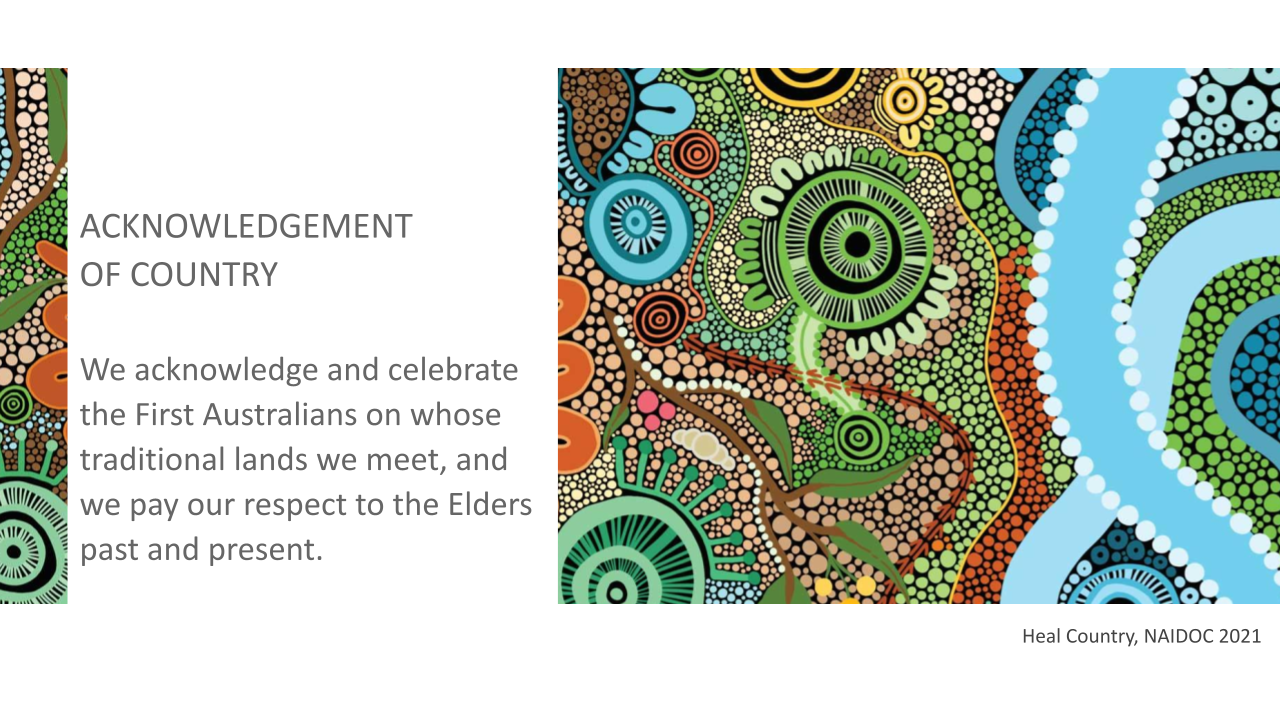 ACKNOWLEDGEMENT
OF COUNTRY
We acknowledge and celebrate
the First Australians on whose
traditional lands we meet, and
we pay our respect to the Elders
past and present.
Heal Country, NAIDOC 2021